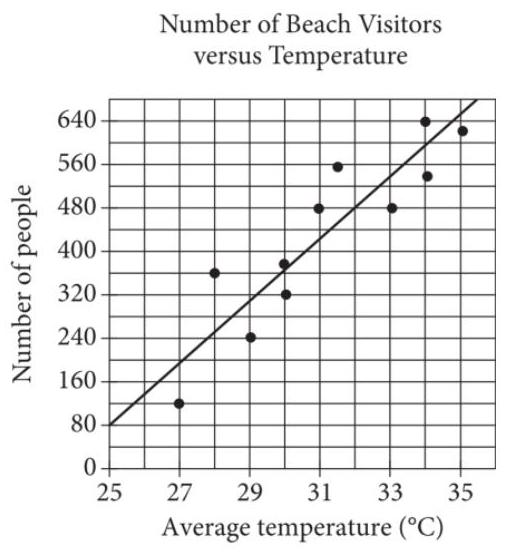 Number of Beach Visitors
versus Temperature
Number of people
640
560
480
400
320
240
160
80
0
25 27 29 31 33 35
Average temperature (°C)